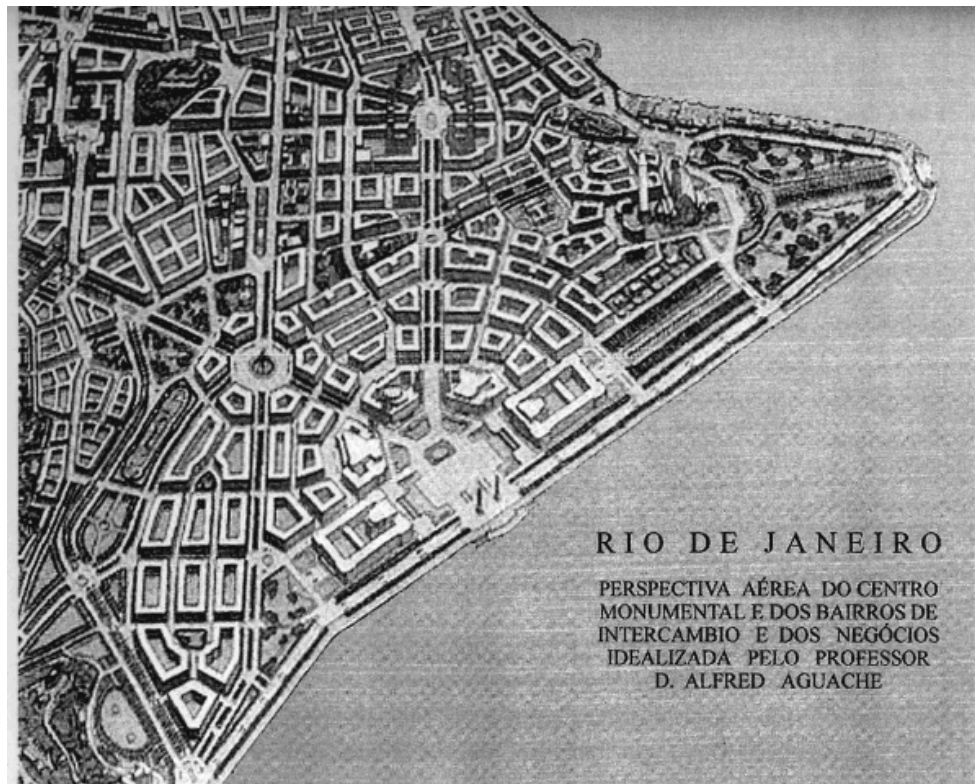 RIO DE JANEIRO
PERSPECTIVA AÉREA DO CENTRO
MONUMENTAL E DOS BAIRROS DE
INTERCAMBIO E DOS NEGÓCIOS
IDEALIZADA PELO PROFESSOR
D. ALFRED AGUACHE